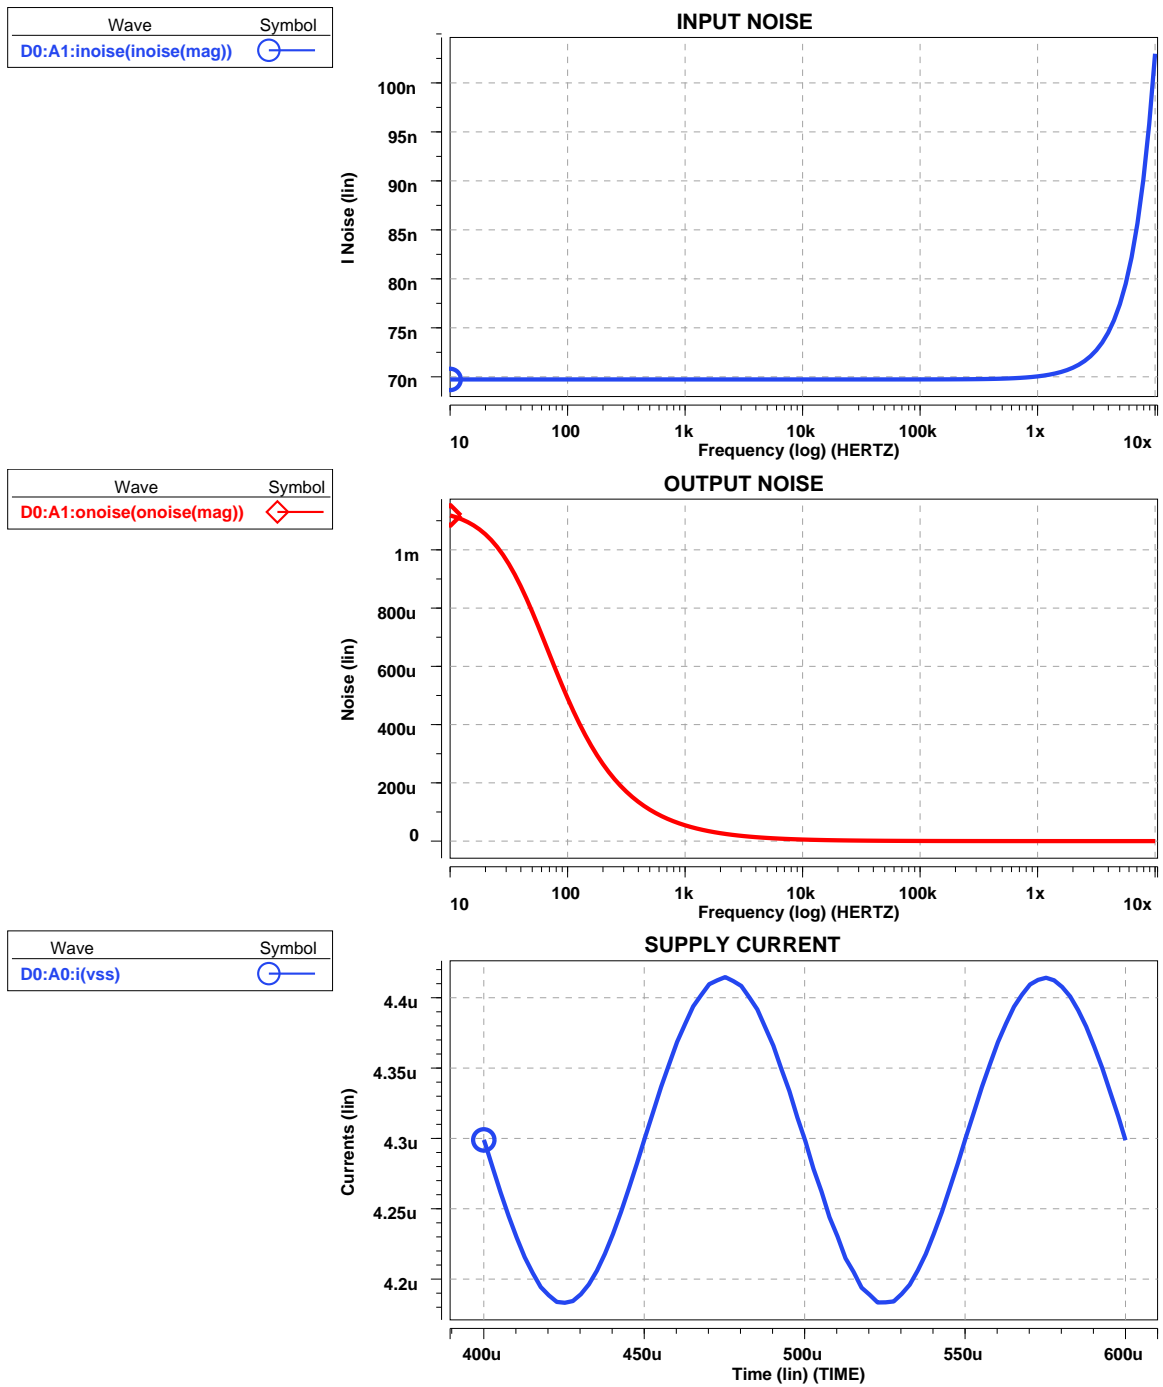 Wave Symbol
D0:A1:inoise(inoise(mag))
INPUT NOISE
I Noise (lin)
100n
95n
90n
85n
80n
75n
70n
10 100 1k 10k 100k 1x 10x
Frequency (log) (HERTZ)
Wave Symbol
D0:A1:onoise(onoise(mag))
OUTPUT NOISE
Noise (lin)
1m
800u
600u
400u
200u
0
10 100 1k 10k 100k 1x 10x
Frequency (log) (HERTZ)
Wave Symbol
D0:A0:i(vss)
SUPPLY CURRENT
Currents (lin)
4.4u
4.35u
4.3u
4.25u
4.2u
400u 450u 500u 550u 600u
Time (lin) (TIME)